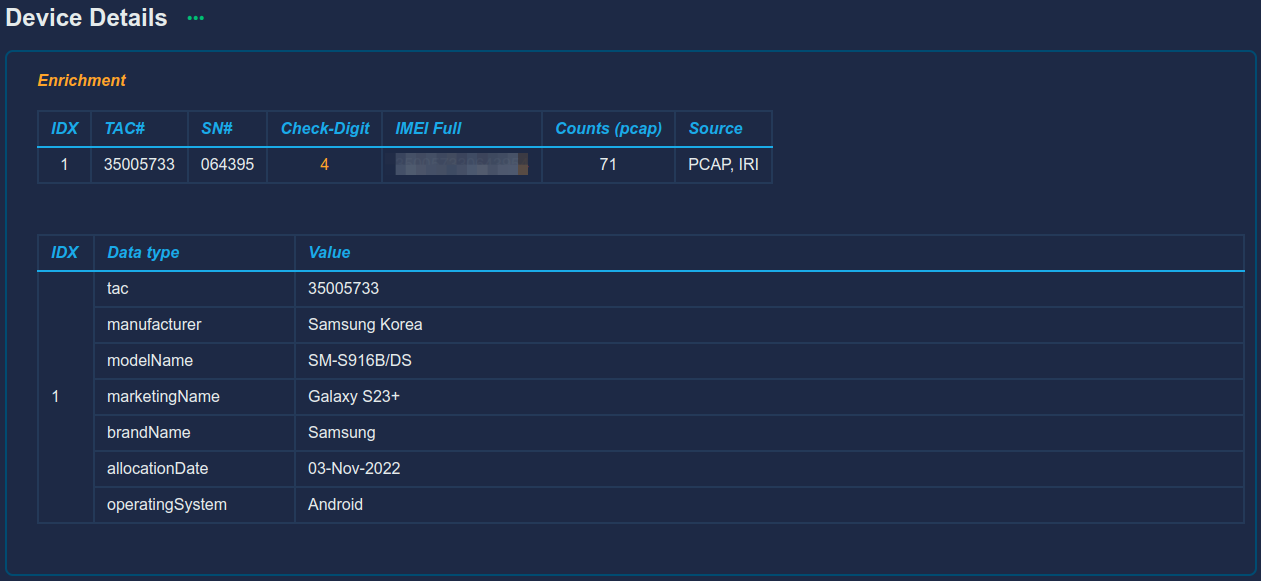 Device Details ...
Enrichment
IDX TAC# SN# Check-Digit IMEI Full Counts (pcap) Source
1 35005733 064395 4 71 PCAP, IRI
IDX Data type Value
tac 35005733
manufacturer Samsung Korea
modelName SM-S916B/DS
1 marketingName Galaxy S23+
brandName Samsung
allocationDate 03-Nov-2022
operatingSystem Android